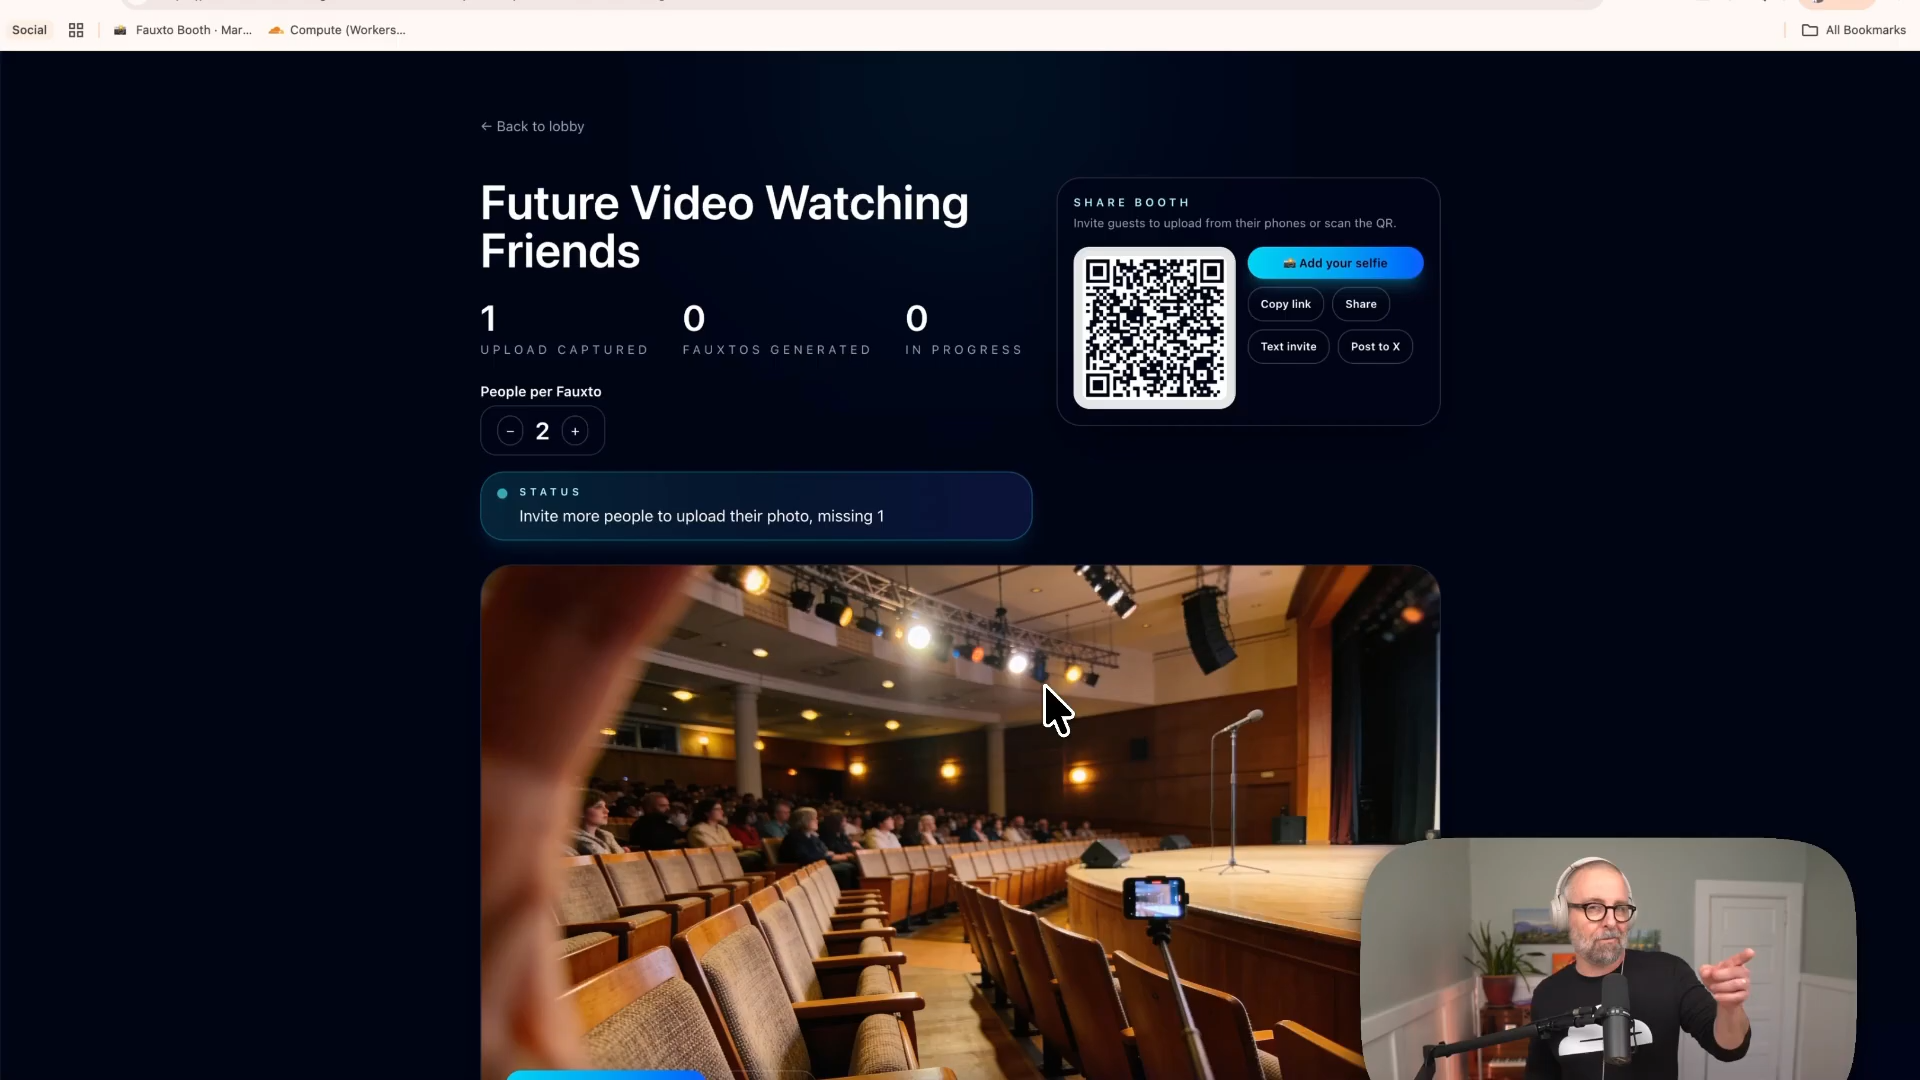 Social
Fauxto Booth · Mar...
Compute (Workers...
All Bookmarks
← Back to lobby
Future Video Watching
Friends
1
UPLOAD CAPTURED
0
FAUXTOS GENERATED
0
IN PROGRESS
People per Fauxto
− 2 +
STATUS
Invite more people to upload their photo, missing 1
SHARE BOOTH
Invite guests to upload from their phones or scan the QR.
📸 Add your selfie
Copy link
Share
Text invite
Post to X